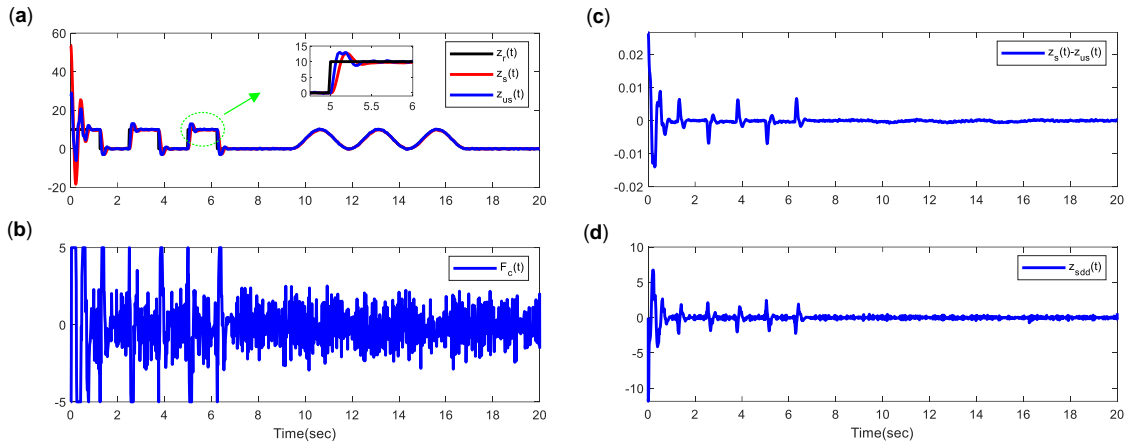 (a)
60
40
20
0
-20
0 2 4 6 8 10 12 14 16 18 20
15
10
5
0
5 5.5 6
z_r(t)
z_s(t)
z_us(t)
(b)
5
0
-5
0 2 4 6 8 10 12 14 16 18 20
Time(sec)
F_c(t)
(c)
0.02
0.01
0
-0.01
-0.02
0 2 4 6 8 10 12 14 16 18 20
z_s(t)-z_us(t)
(d)
10
5
0
-5
-10
0 2 4 6 8 10 12 14 16 18 20
Time(sec)
z_sdd(t)